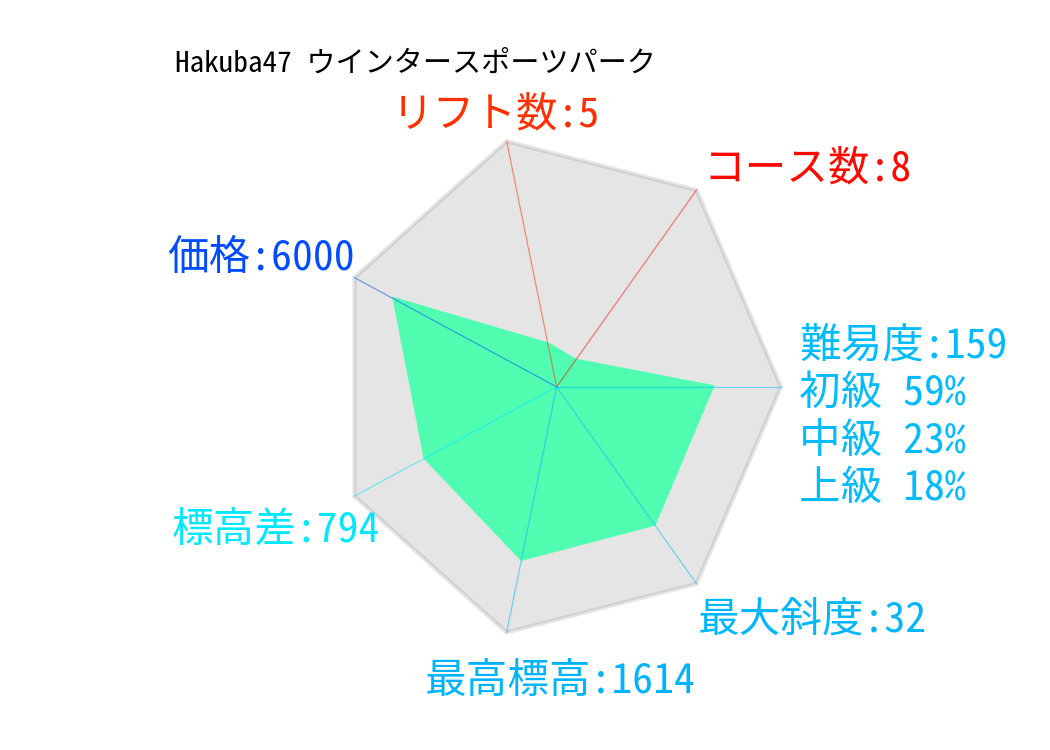 Hakuba47 ウインタースポーツパーク
リフト数:5
コース数:8
価格:6000
難易度:159
初級 59%
中級 23%
上級 18%
標高差:794
最大斜度:32
最高標高:1614